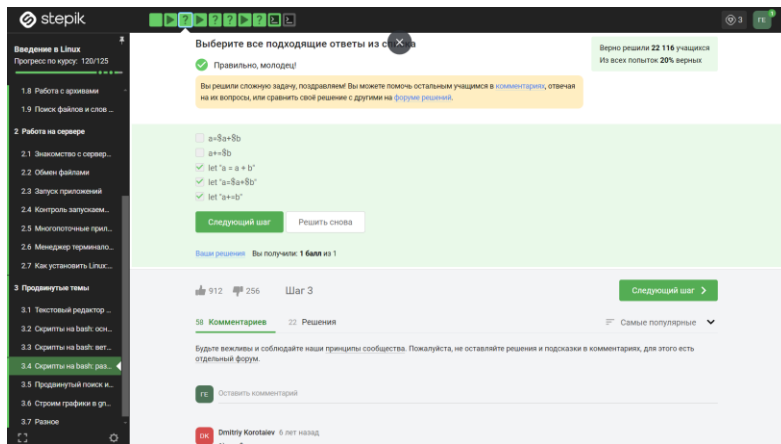 stepik
3
ГЕ
Введение в Linux
Прогресс по курсу: 120/125
1.8 Работа с архивами
1.9 Поиск файлов и слов ...
2 Работа на сервере
2.1 Знакомство с сервер...
2.2 Обмен файлами
2.3 Запуск приложений
2.4 Контроль запускаем...
2.5 Многопоточные прил...
2.6 Менеджер терминало...
2.7 Как установить Linux:...
3 Продвинутые темы
3.1 Текстовый редактор ...
3.2 Скрипты на bash: осн...
3.3 Скрипты на bash: вет...
3.4 Скрипты на bash: раз...
3.5 Продвинутый поиск и...
3.6 Строим графики в gn...
3.7 Разное
Выберите все подходящие ответы из
Правильно, молодец!
Верно решили 22 116 учащихся
Из всех попыток 20% верных
Вы решили сложную задачу, поздравляем! Вы можете помочь остальным учащимся в комментариях, отвечая
на их вопросы, или сравнить своё решение с другими на форуме решений.
a=$a+$b
a+=$b
let "a = a + b"
let "a=$a+$b"
let "a+=b"
Следующий шаг
Решить снова
Ваши решения Вы получили: 1 балл из 1
912
256
Шаг 3
Следующий шаг
58 Комментариев
22 Решения
Самые популярные
Будьте вежливы и соблюдайте наши принципы сообщества. Пожалуйста, не оставляйте решения и подсказки в комментариях, для этого есть
отдельный форум.
ГЕ
Оставить комментарий
DK
Dmitriy Korotaiev 6 лет назад